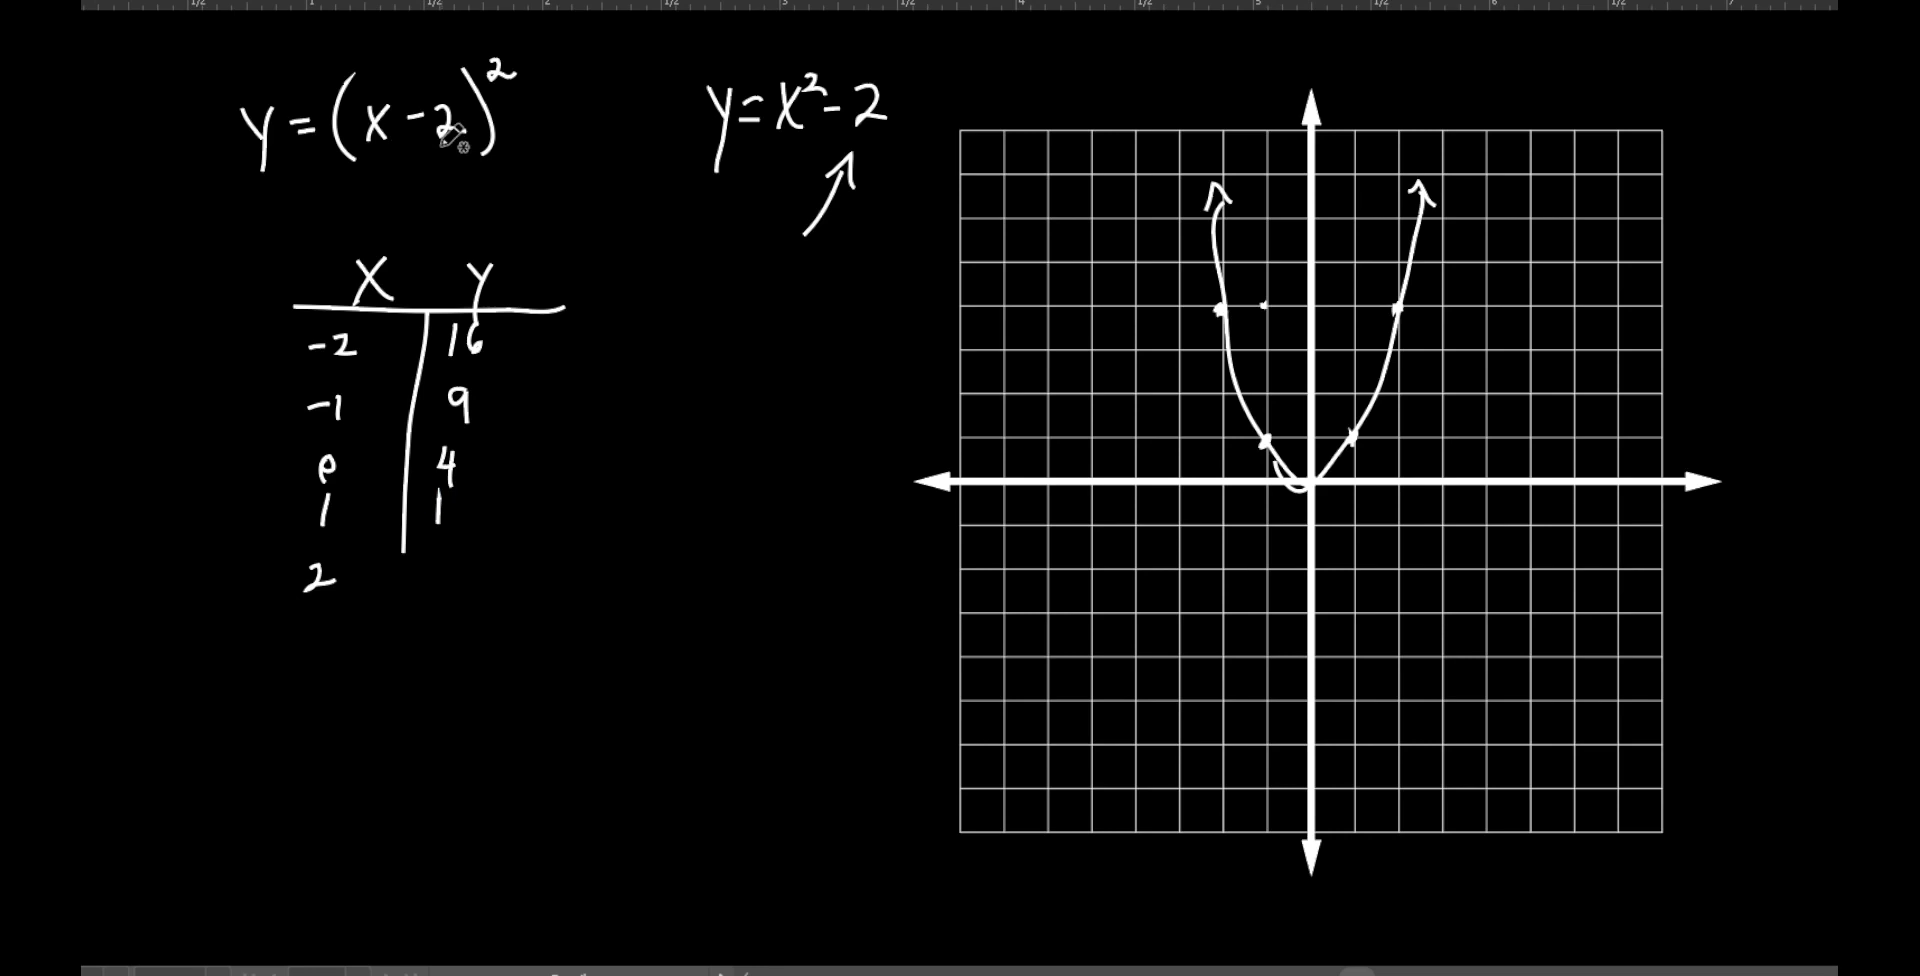 y = (x - 2)²
y = x² - 2
X Y
-2 16
-1 9
0 4
1 1
2